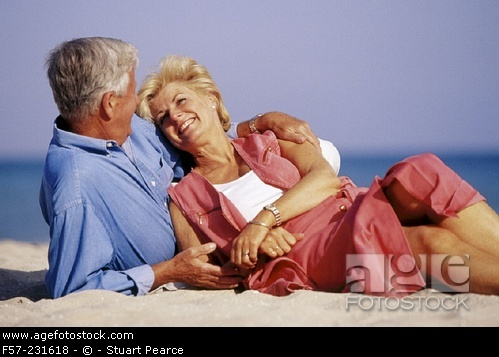 age
FOTOSTOCK
www.agefotostock.com
F57-231618 - © - Stuart Pearce